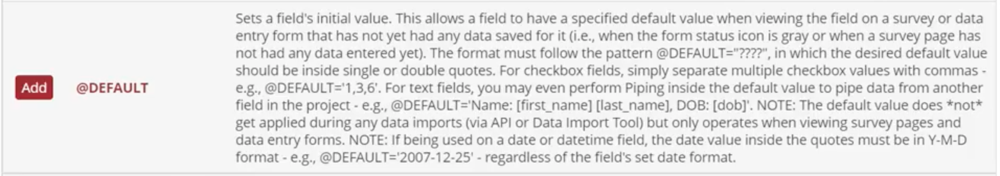 Sets a field's initial value. This allows a field to have a specified default value when viewing the field on a survey or data
entry form that has not yet had any data saved for it (i.e., when the form status icon is gray or when a survey page has
not had any data entered yet). The format must follow the pattern @DEFAULT="????", in which the desired default value
should be inside single or double quotes. For checkbox fields, simply separate multiple checkbox values with commas -
Add @DEFAULT e.g., @DEFAULT='1,3,6'. For text fields, you may even perform Piping inside the default value to pipe data from another
field in the project - e.g., @DEFAULT='Name: [first_name] [last_name], DOB: [dob]'. NOTE: The default value does *not*
get applied during any data imports (via API or Data Import Tool) but only operates when viewing survey pages and
data entry forms. NOTE: If being used on a date or datetime field, the date value inside the quotes must be in Y-M-D
format - e.g., @DEFAULT='2007-12-25' - regardless of the field's set date format.